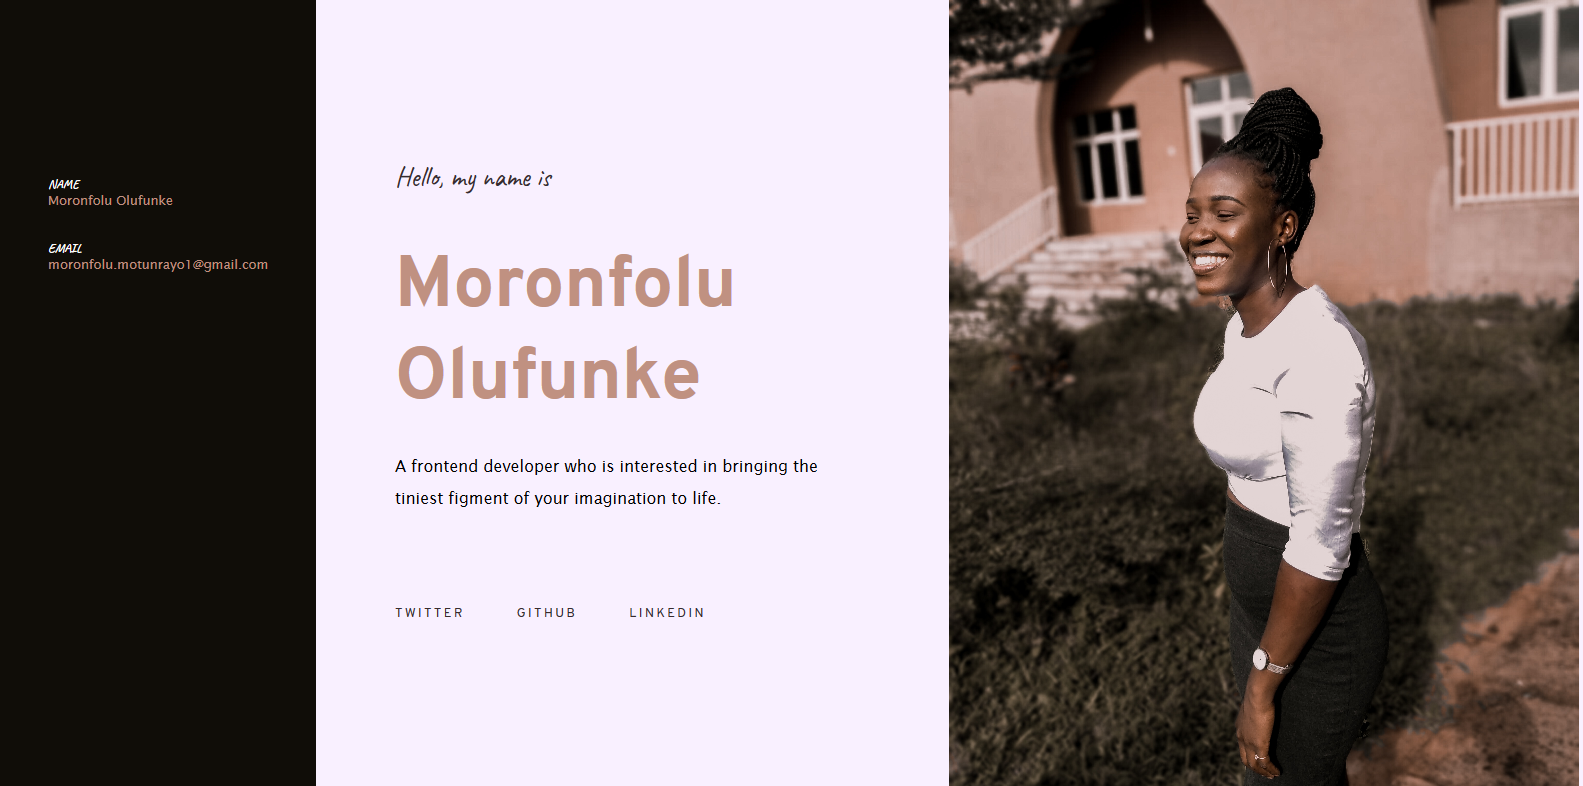 NAME
Moronfolu Olufunke
EMAIL
moronfolu.motunrayo1@gmail.com
Hello, my name is
Moronfolu
Olufunke
A frontend developer who is interested in bringing the
tiniest figment of your imagination to life.
TWITTER GITHUB LINKEDIN